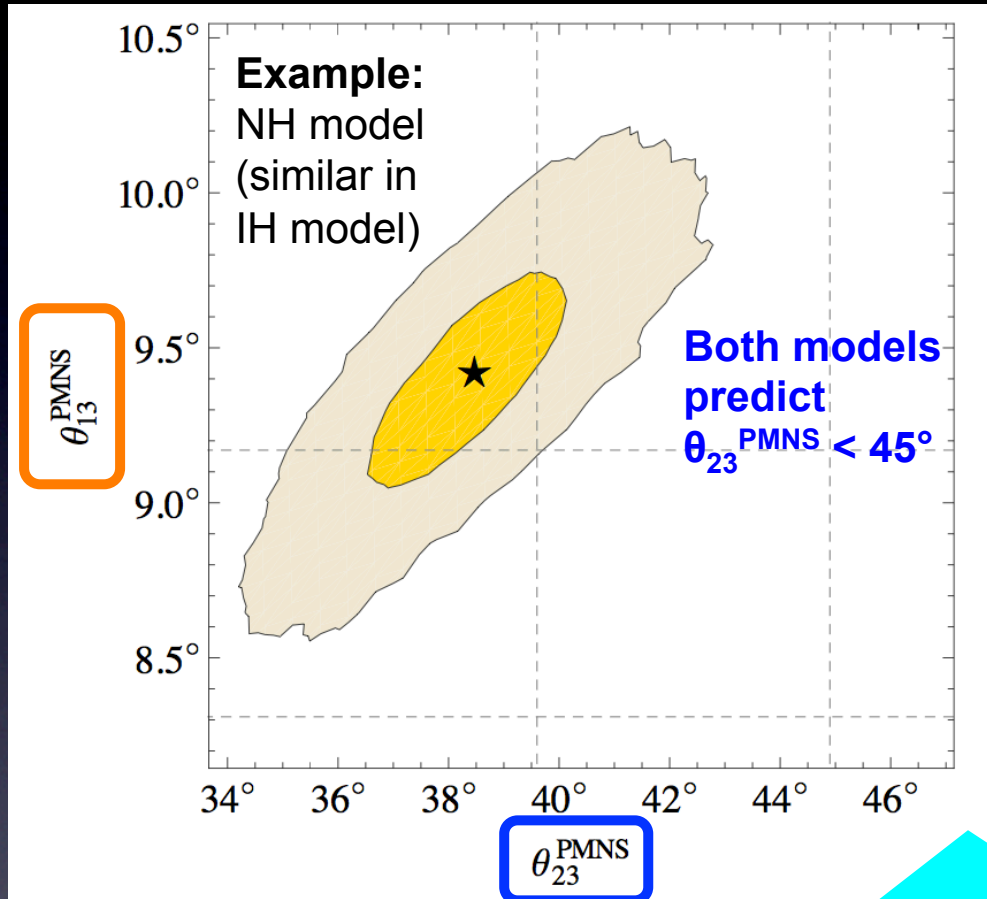 10.5°
Example:
NH model
(similar in
IH model)
10.0°
9.5°
Both models
predict
θ₂₃ᴾᴹᴺˢ < 45°
θ₁₃ᴾᴹᴺˢ
9.0°
8.5°
34° 36° 38° 40° 42° 44° 46°
θ₂₃ᴾᴹᴺˢ